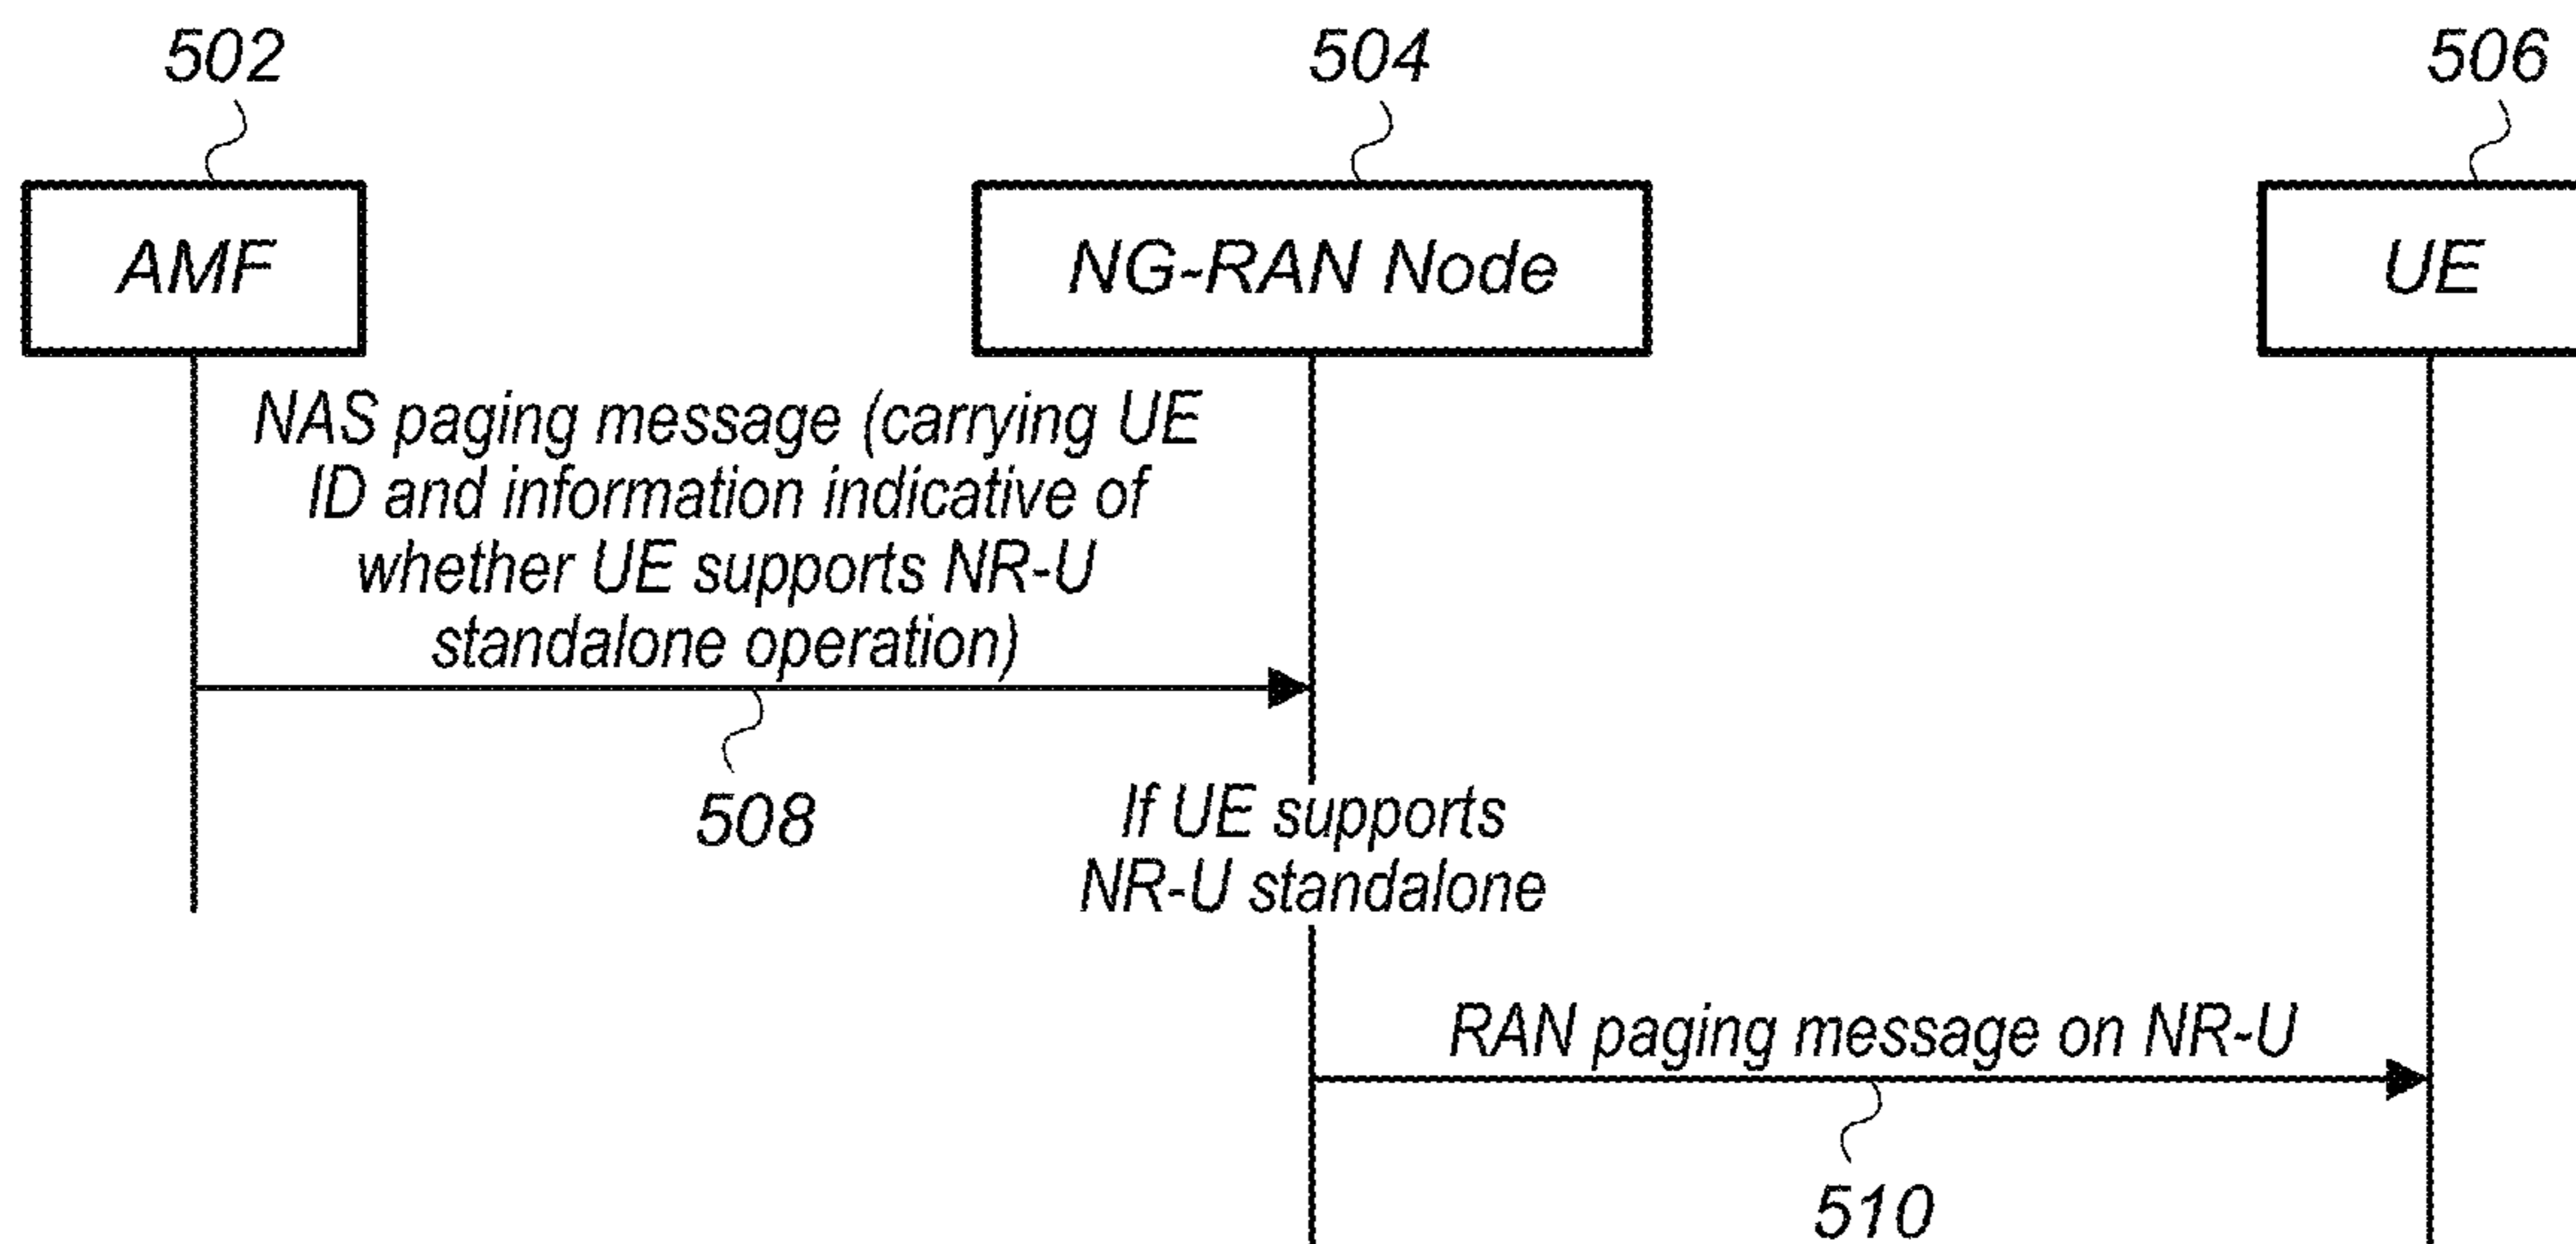 502
504
506
AMF
NG-RAN Node
UE
NAS paging message (carrying UE
ID and information indicative of
whether UE supports NR-U
standalone operation)
508
If UE supports
NR-U standalone
RAN paging message on NR-U
510